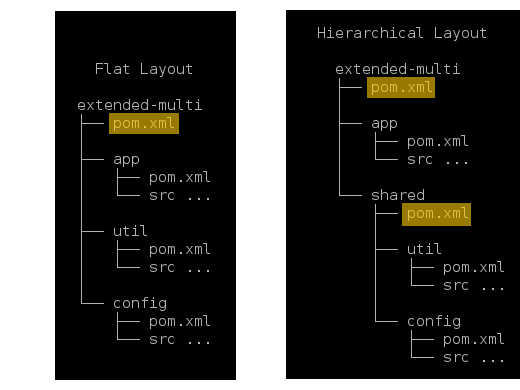 Flat Layout
extended-multi
pom.xml
app
pom.xml
src ...
util
pom.xml
src ...
config
pom.xml
src ...
Hierarchical Layout
extended-multi
pom.xml
app
pom.xml
src ...
shared
pom.xml
util
pom.xml
src ...
config
pom.xml
src ...